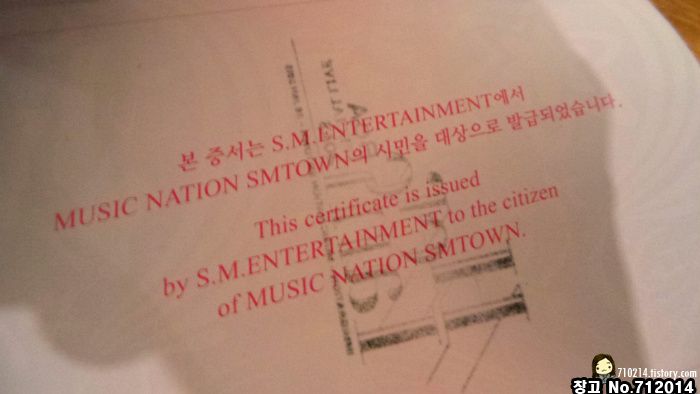 본 증서는 S.M.ENTERTAINMENT에서
MUSIC NATION SMTOWN의 시민을 대상으로 발급되었습니다.
This certificate is issued
by S.M.ENTERTAINMENT to the citizen
of MUSIC NATION SMTOWN.
710214.tistory.com
장고 No.712014